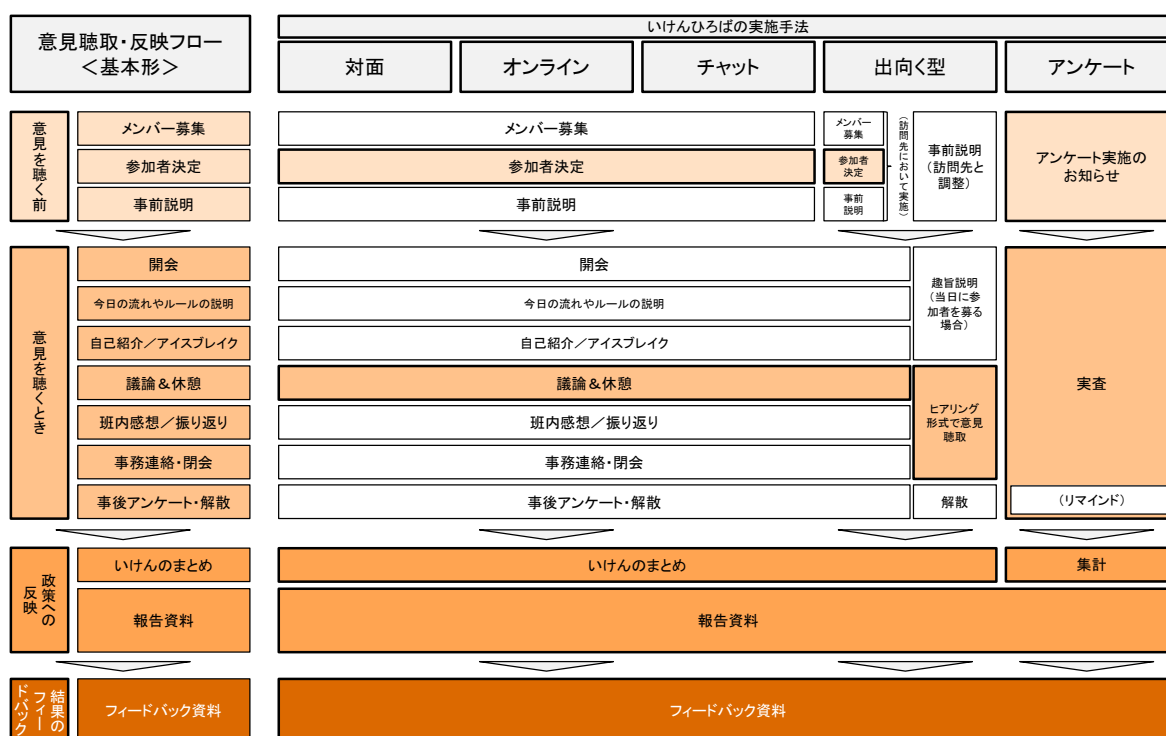 意見聴取・反映フロー
＜基本形＞
いけんひろばの実施手法
対面
オンライン
チャット
出向く型
アンケート
意見を聴く前
メンバー募集
参加者決定
事前説明
メンバー募集
参加者決定
事前説明
メンバー
募集
参加者
決定
事前
説明
（訪問先において実施）
事前説明
（訪問先と
調整）
アンケート実施の
お知らせ
意見を聴くとき
開会
今日の流れやルールの説明
自己紹介／アイスブレイク
議論＆休憩
班内感想／振り返り
事務連絡・閉会
事後アンケート・解散
開会
今日の流れやルールの説明
自己紹介／アイスブレイク
議論＆休憩
班内感想／振り返り
事務連絡・閉会
事後アンケート・解散
趣旨説明
（当日に参
加者を募る
場合）
ヒアリング
形式で意見
聴取
解散
実査
（リマインド）
政策への
反映
いけんのまとめ
報告資料
いけんのまとめ
集計
報告資料
結果の
フィー
ドバック
フィードバック資料
フィードバック資料